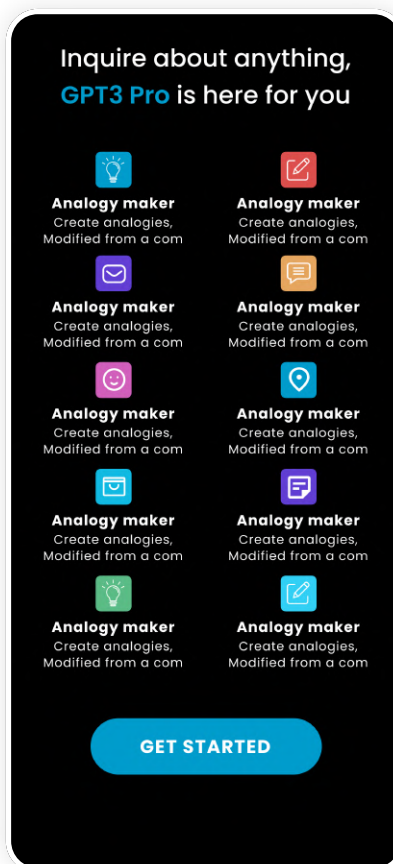 Inquire about anything,
GPT3 Pro is here for you
Analogy maker
Create analogies,
Modified from a com
Analogy maker
Create analogies,
Modified from a com
Analogy maker
Create analogies,
Modified from a com
Analogy maker
Create analogies,
Modified from a com
Analogy maker
Create analogies,
Modified from a com
Analogy maker
Create analogies,
Modified from a com
Analogy maker
Create analogies,
Modified from a com
Analogy maker
Create analogies,
Modified from a com
Analogy maker
Create analogies,
Modified from a com
Analogy maker
Create analogies,
Modified from a com
GET STARTED